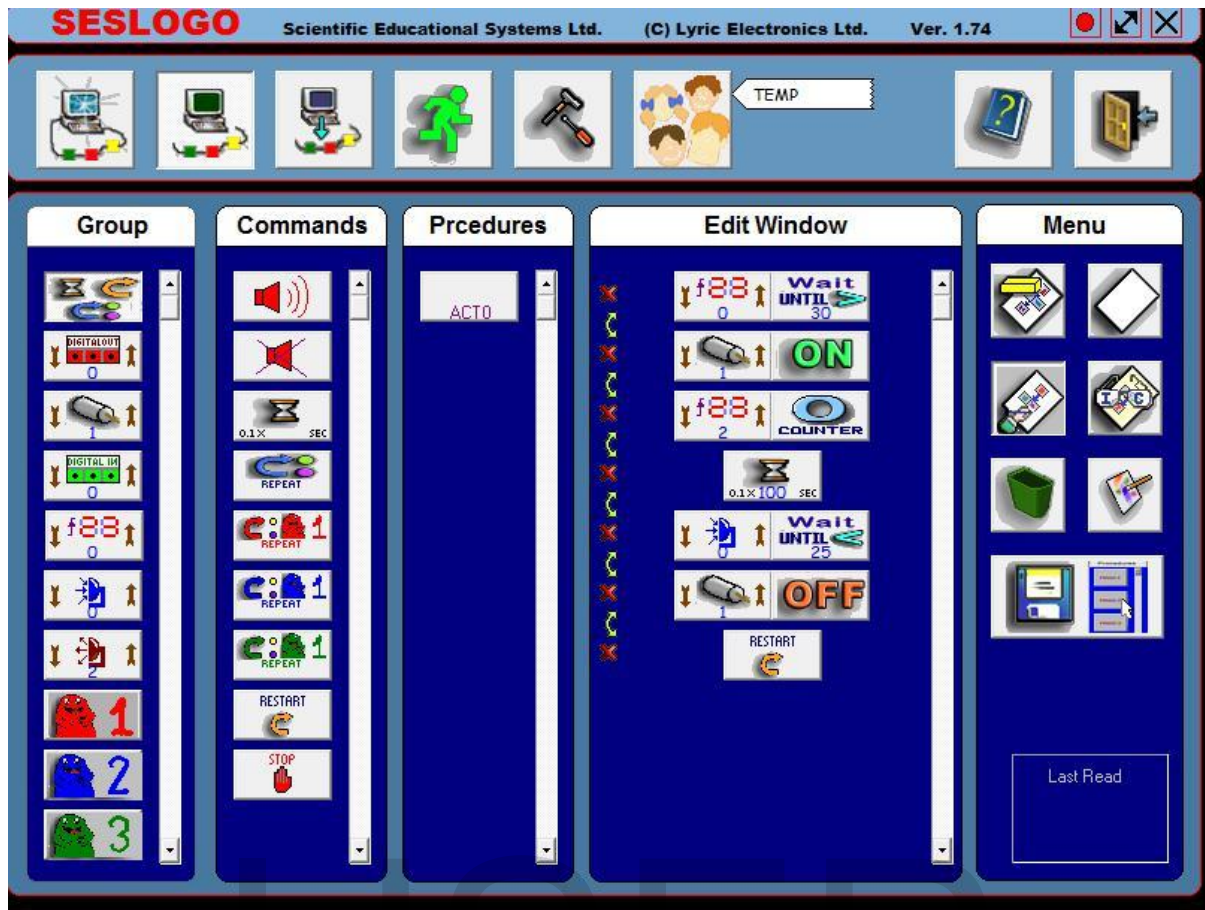 SESLOGO Scientific Educational Systems Ltd. (C) Lyric Electronics Ltd. Ver. 1.74
TEMP
?
Group
DIGITAL OUT
0
1
DIGITAL IN
0
f88
0
0
2
1
2
3
Commands
0.1× SEC
REPEAT
1
REPEAT
1
REPEAT
1
REPEAT
RESTART
STOP
Prcedures
ACT0
Edit Window
f88 Wait
UNTIL >
0 30
ON
1
f88
2 COUNTER
0.1×100 SEC
Wait
UNTIL <
0 25
OFF
1
RESTART
Menu
Last Read